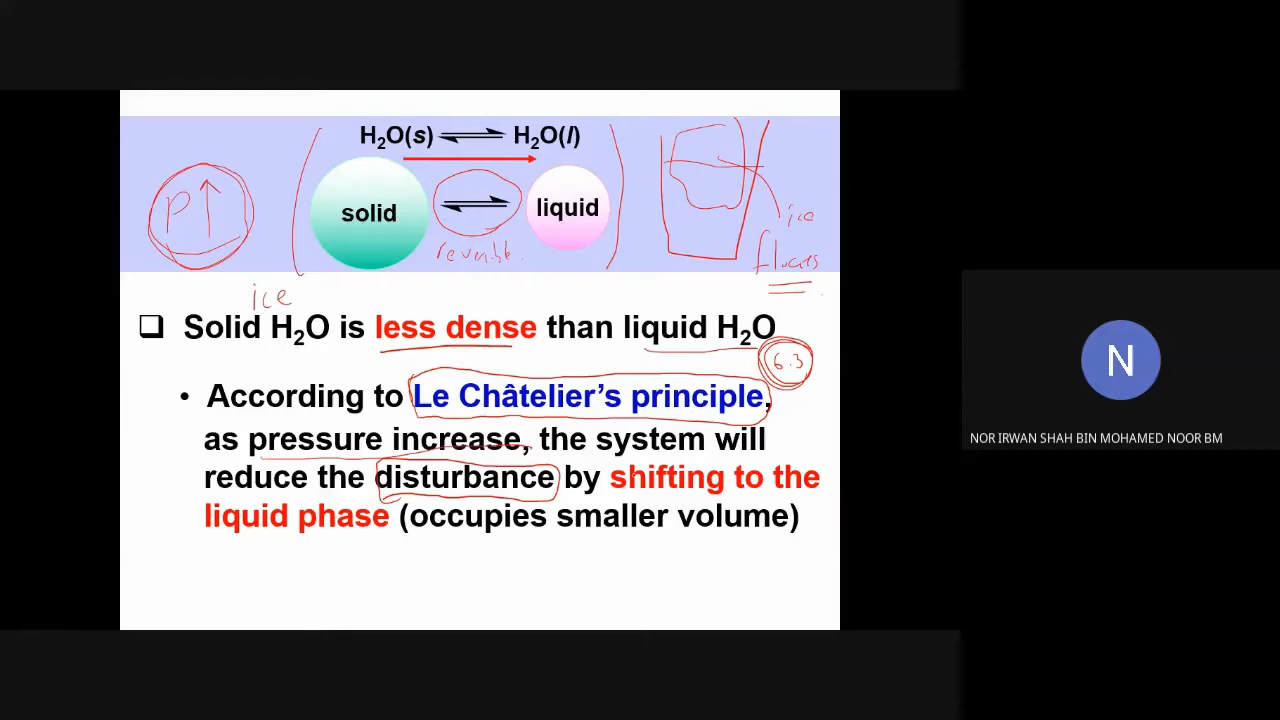 H₂O(s) ⇌ H₂O(l)
P↑
solid ⇌ liquid
ice
floats
ice
❑ Solid H₂O is less dense than liquid H₂O
6.3
• According to Le Châtelier’s principle,
as pressure increase, the system will
reduce the disturbance by shifting to the
liquid phase (occupies smaller volume)
N
NOR IRWAN SHAH BIN MOHAMED NOOR BM